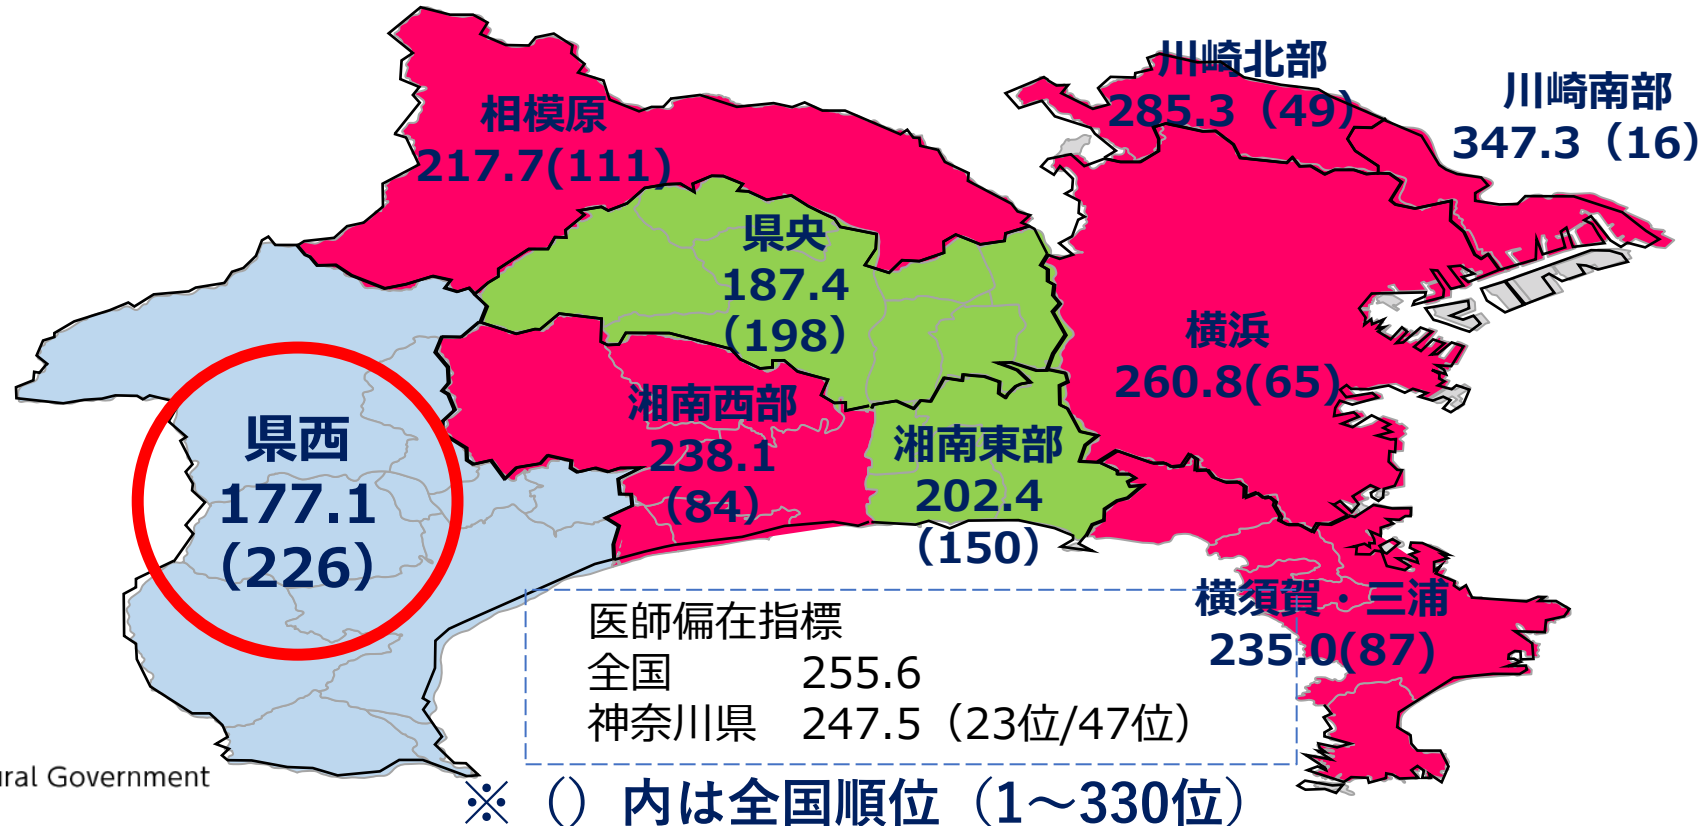 川崎北部
285.3（49）
川崎南部
347.3（16）
相模原
217.7(111)
県央
187.4
（198）
横浜
260.8(65)
湘南西部
238.1
（84）
湘南東部
202.4
（150）
県西
177.1
（226）
横須賀・三浦
235.0(87)
医師偏在指標
全国　　　255.6
神奈川県　247.5（23位/47位）
ural Government
※（）内は全国順位（1～330位）